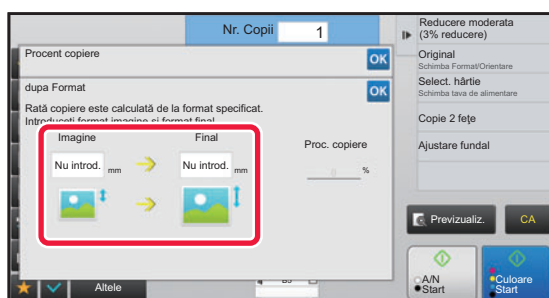 Nr. Copii 1
Procent copiere OK
dupa Format OK
Rată copiere este calculată de la format specificat.
Introduceți format imagine și format final.
Imagine Final Proc. copiere
Nu introd. mm Nu introd. mm %
Altele
Reducere moderata
(3% reducere)
Original
Schimba Format/Orientare
Select. hârtie
Schimba tava de alimentare
Copie 2 feţe
Ajustare fundal
Previzualiz. CA
A/N
Start
Culoare
Start